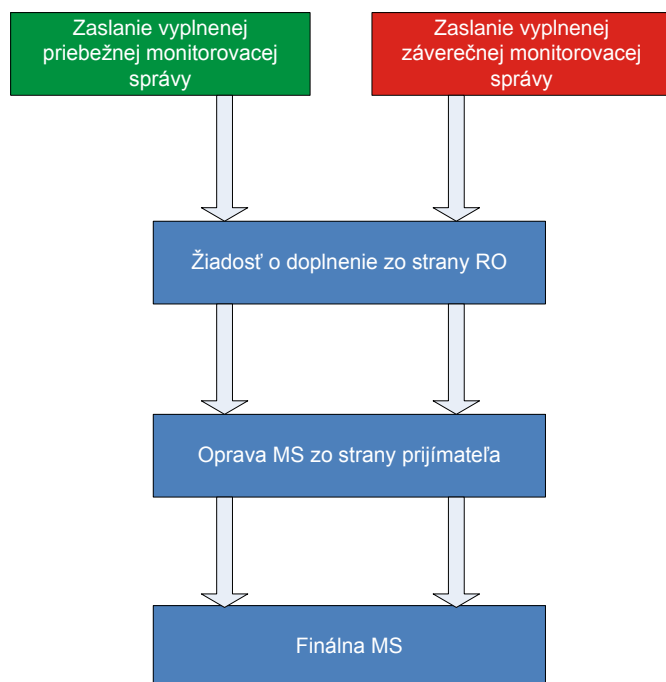 Zaslanie vyplnenej
priebežnej monitorovacej
správy
Zaslanie vyplnenej
záverečnej monitorovacej
správy
Žiadosť o doplnenie zo strany RO
Oprava MS zo strany prijímateľa
Finálna MS